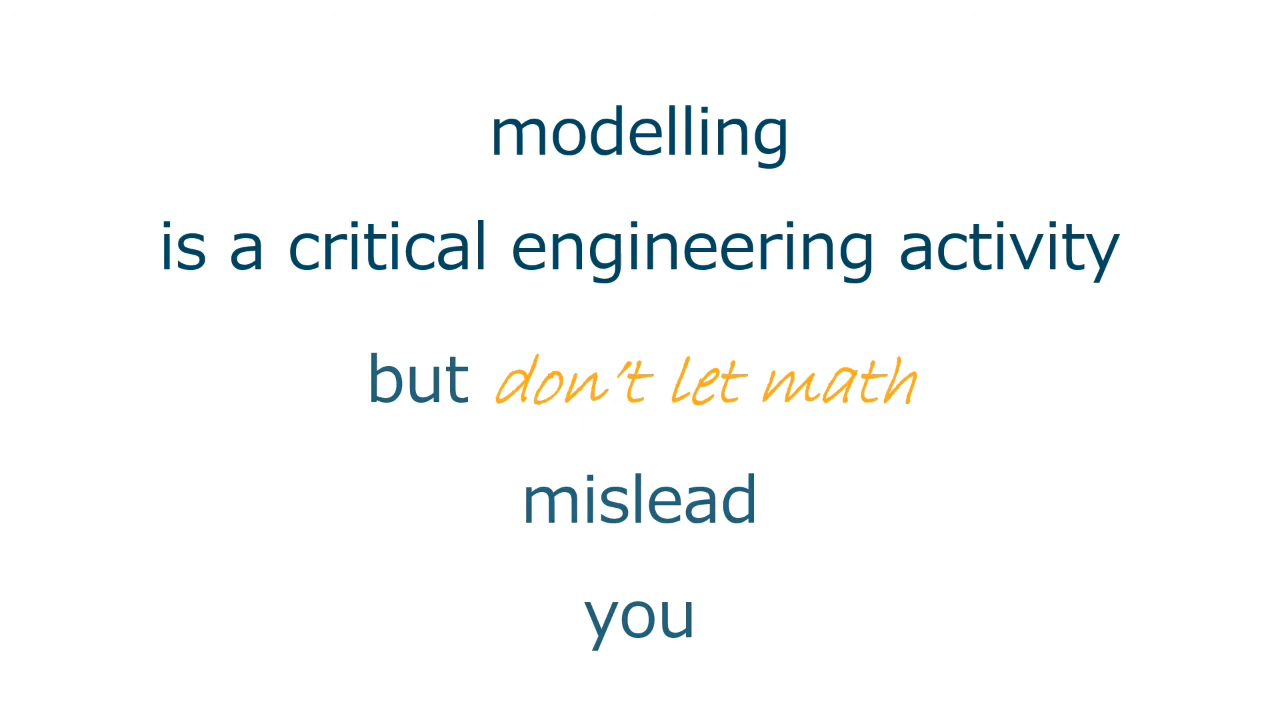 modelling
is a critical engineering activity
but don't let math
mislead
you